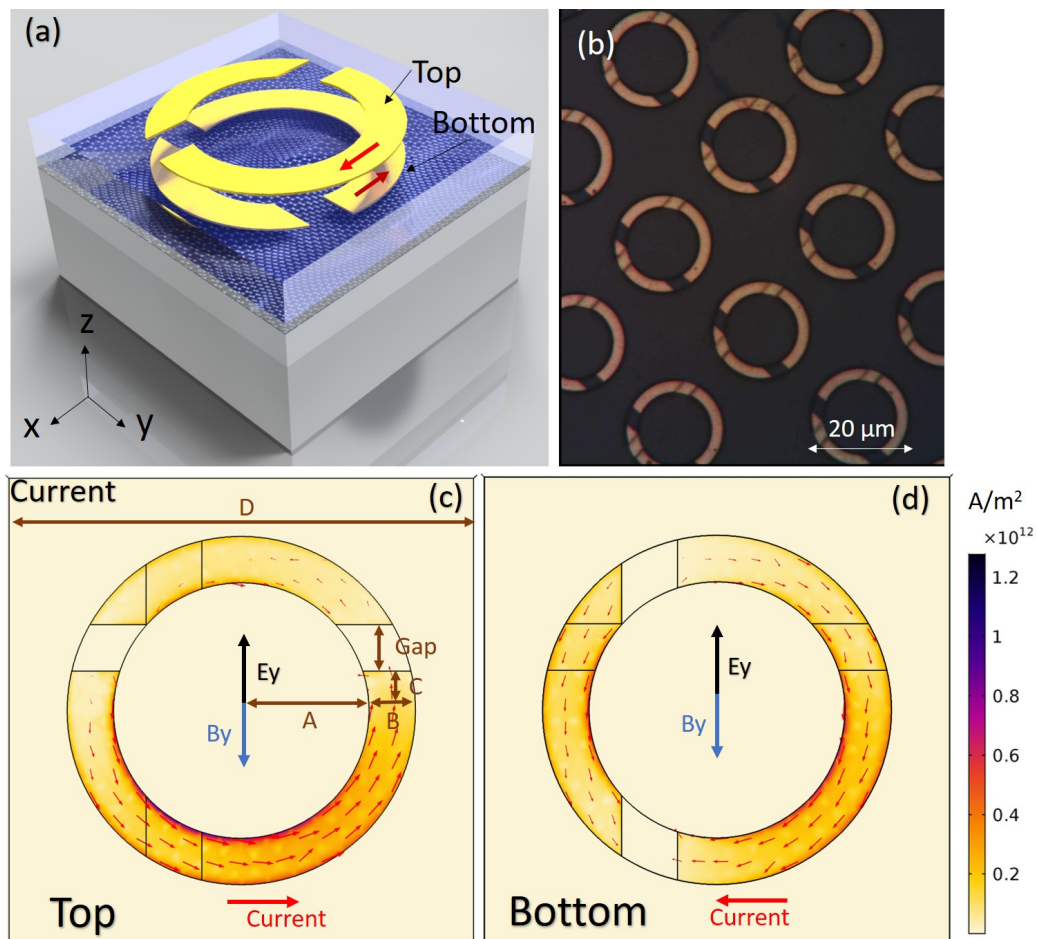 (a)
Top
Bottom
z
x
y
(b)
20 μm
Current
(c)
D
Gap
Ey
C
A
B
By
Top
Current
(d)
Ey
By
Bottom
Current
A/m²
×10¹²
1.2
1
0.8
0.6
0.4
0.2